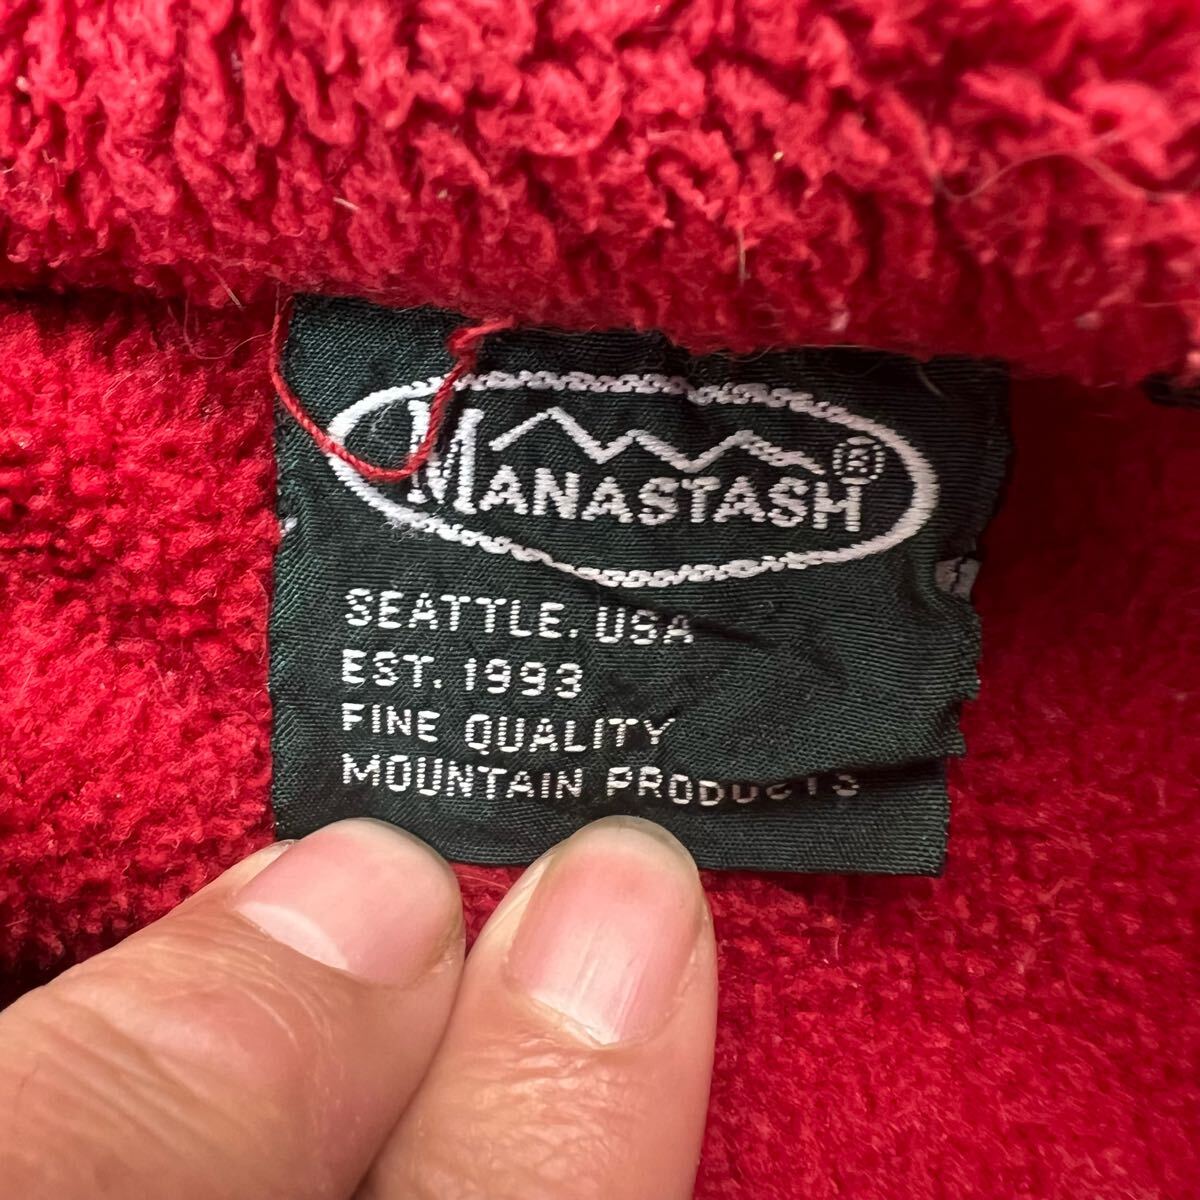 MANASTASH®
SEATTLE. USA
EST. 1993
FINE QUALITY
MOUNTAIN PRODUCTS